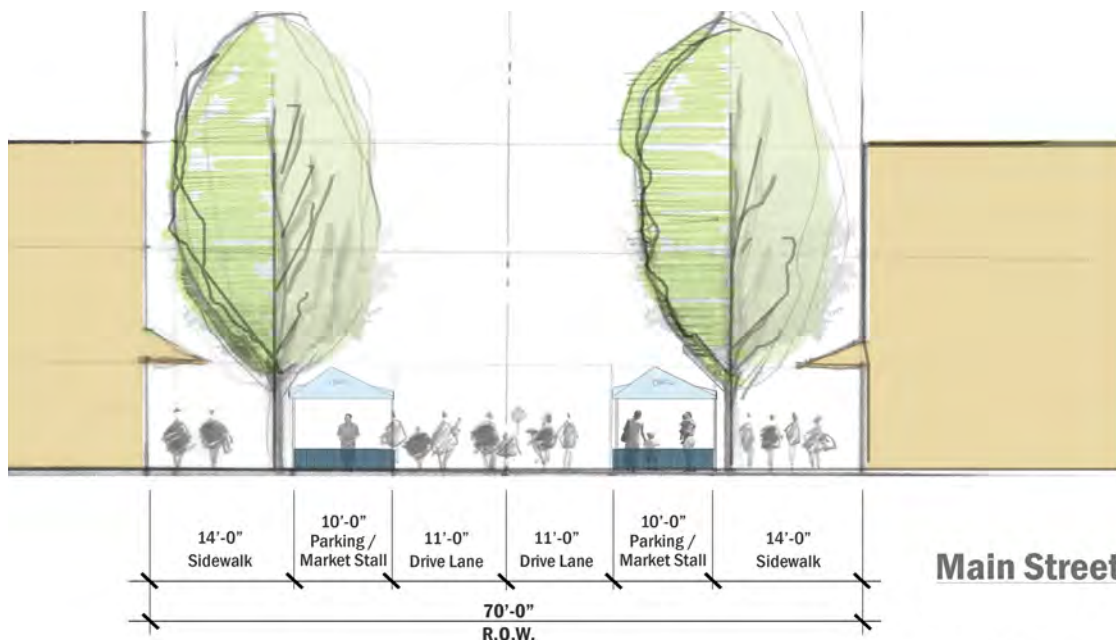 14’-0”
Sidewalk
10’-0”
Parking /
Market Stall
11’-0”
Drive Lane
11’-0”
Drive Lane
10’-0”
Parking /
Market Stall
14’-0”
Sidewalk
Main Street
70’-0”
R.O.W.